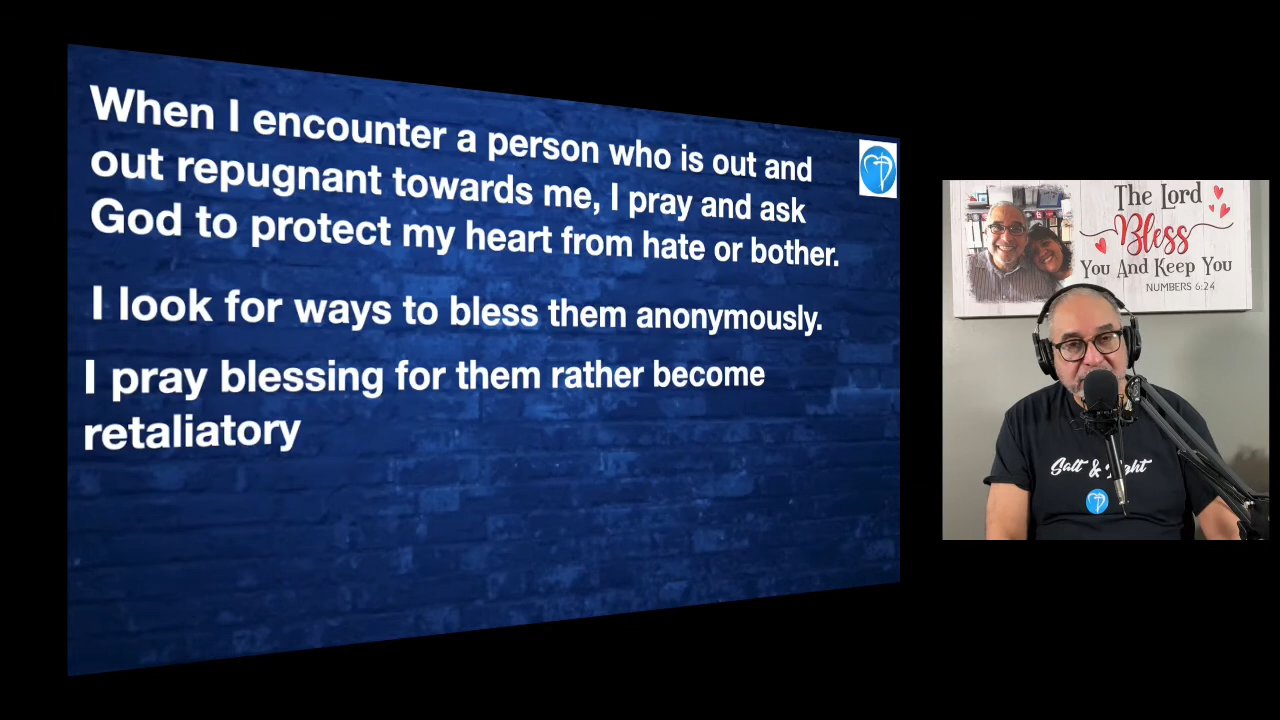 When I encounter a person who is out and
out repugnant towards me, I pray and ask
God to protect my heart from hate or bother.
I look for ways to bless them anonymously.
I pray blessing for them rather become
retaliatory
The Lord
Bless
You And Keep You
NUMBERS 6:24
Salt &